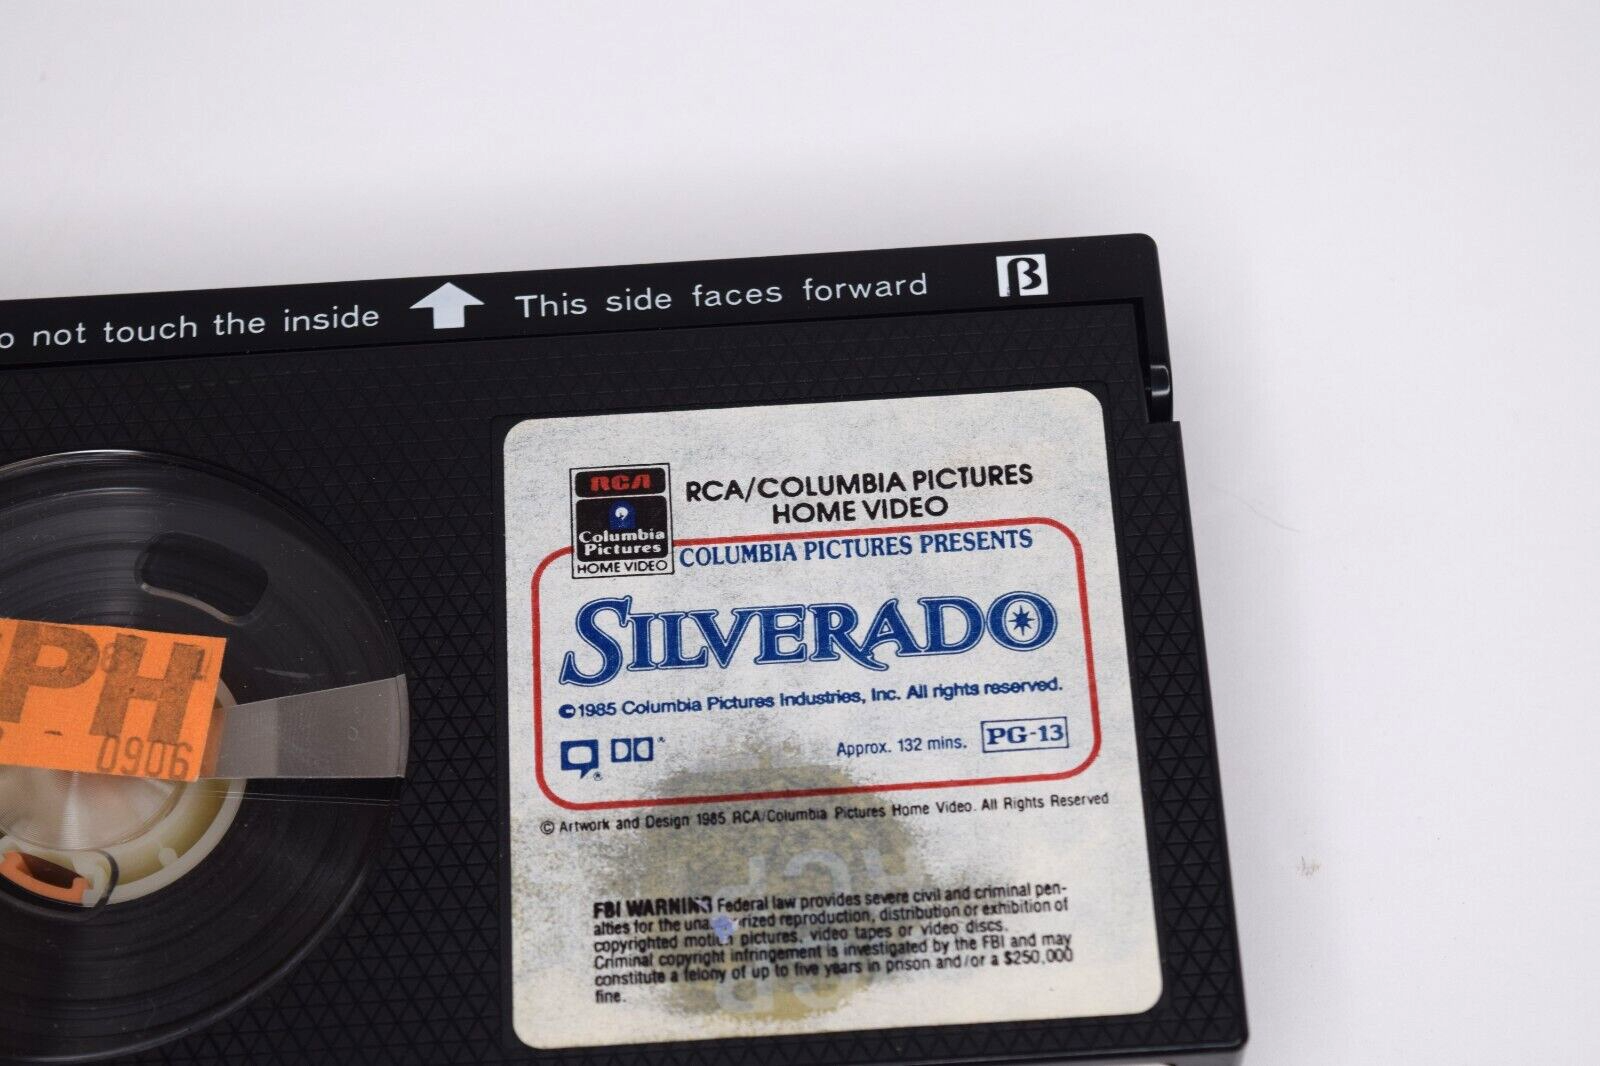 o not touch the inside This side faces forward β
RCA
Columbia
Pictures
HOME VIDEO
RCA/COLUMBIA PICTURES
HOME VIDEO
COLUMBIA PICTURES PRESENTS
SILVERADO
©1985 Columbia Pictures Industries, Inc. All rights reserved.
Approx. 132 mins. PG-13
© Artwork and Design 1985 RCA/Columbia Pictures Home Video. All Rights Reserved
FBI WARNING Federal law provides severe civil and criminal pen-
alties for the una rized reproduction, distribution or exhibition of
copyrighted motion pictures, video tapes or video discs.
Criminal copyright infringement is investigated by the FBI and may
constitute a felony of up to five years in prison and/or a $250,000
fine.
PH
- 0906